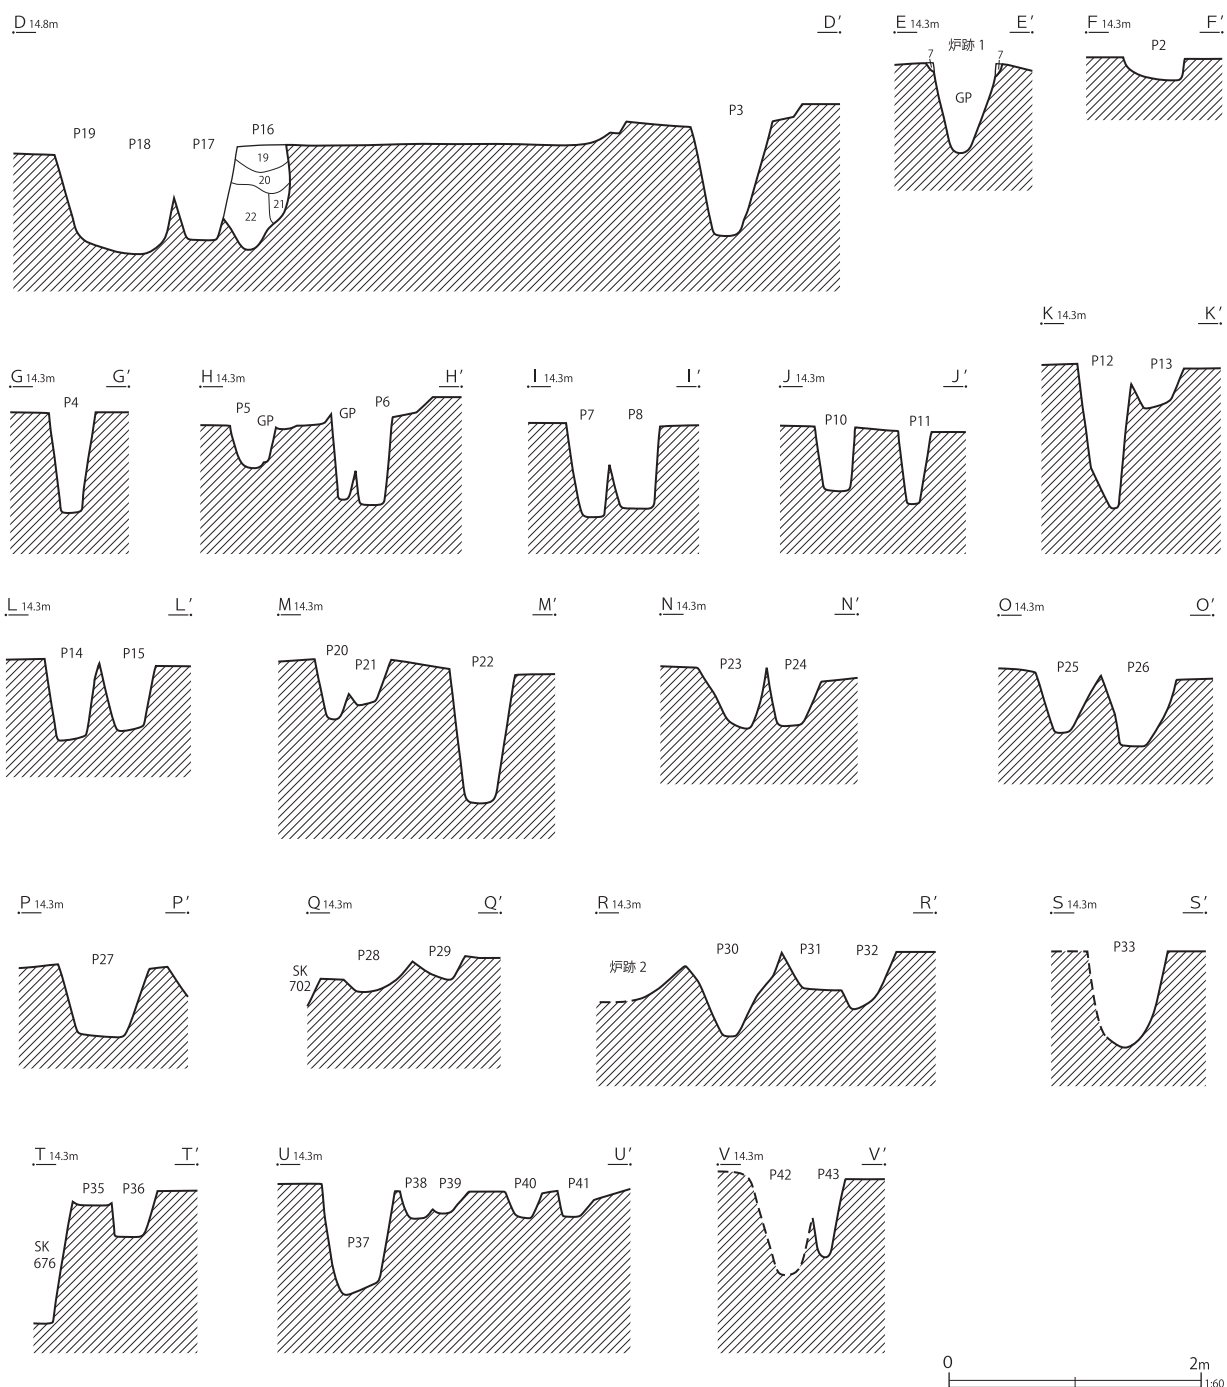 D 14.8m D′
P19 P18 P17 P16 P3
19
20
21
22
E 14.3m E′
炉跡 1
7 7
GP
F 14.3m F′
P2
G 14.3m G′
P4
H 14.3m H′
P5 GP GP P6
I 14.3m I′
P7 P8
J 14.3m J′
P10 P11
K 14.3m K′
P12 P13
L 14.3m L′
P14 P15
M 14.3m M′
P20 P21 P22
N 14.3m N′
P23 P24
O 14.3m O′
P25 P26
P 14.3m P′
P27
Q 14.3m Q′
SK
702
P28 P29
R 14.3m R′
炉跡 2
P30 P31 P32
S 14.3m S′
P33
T 14.3m T′
P35 P36
SK
676
U 14.3m U′
P37 P38 P39 P40 P41
V 14.3m V′
P42 P43
0 2m
1:60